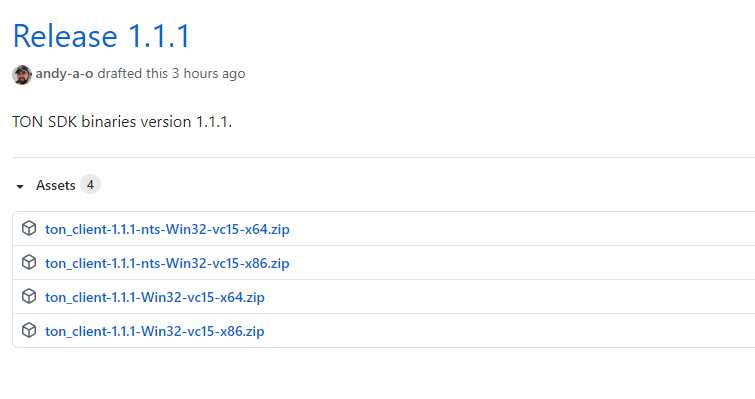 Release 1.1.1
andy-a-o drafted this 3 hours ago
TON SDK binaries version 1.1.1.
Assets 4
ton_client-1.1.1-nts-Win32-vc15-x64.zip
ton_client-1.1.1-nts-Win32-vc15-x86.zip
ton_client-1.1.1-Win32-vc15-x64.zip
ton_client-1.1.1-Win32-vc15-x86.zip